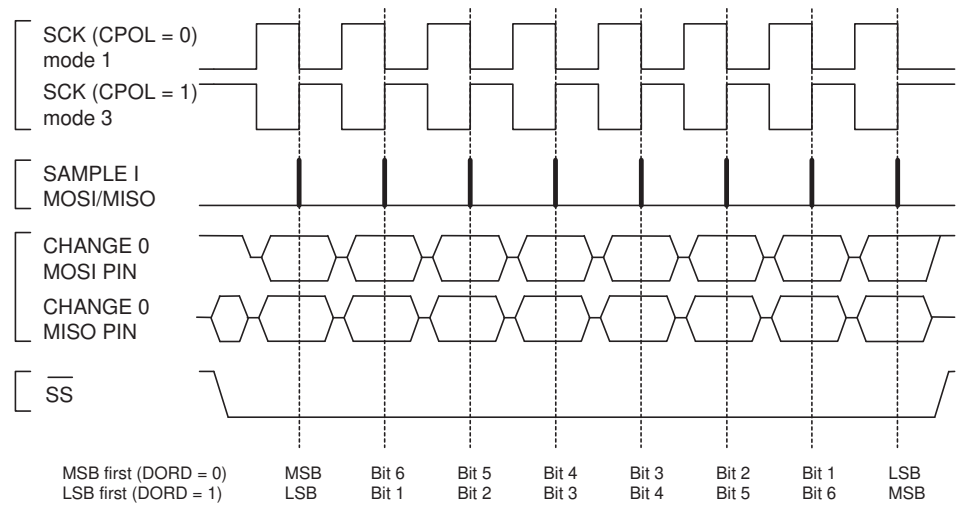 SCK (CPOL = 0)
mode 1
SCK (CPOL = 1)
mode 3
SAMPLE I
MOSI/MISO
CHANGE 0
MOSI PIN
CHANGE 0
MISO PIN
SS
MSB first (DORD = 0) MSB Bit 6 Bit 5 Bit 4 Bit 3 Bit 2 Bit 1 LSB
LSB first (DORD = 1) LSB Bit 1 Bit 2 Bit 3 Bit 4 Bit 5 Bit 6 MSB